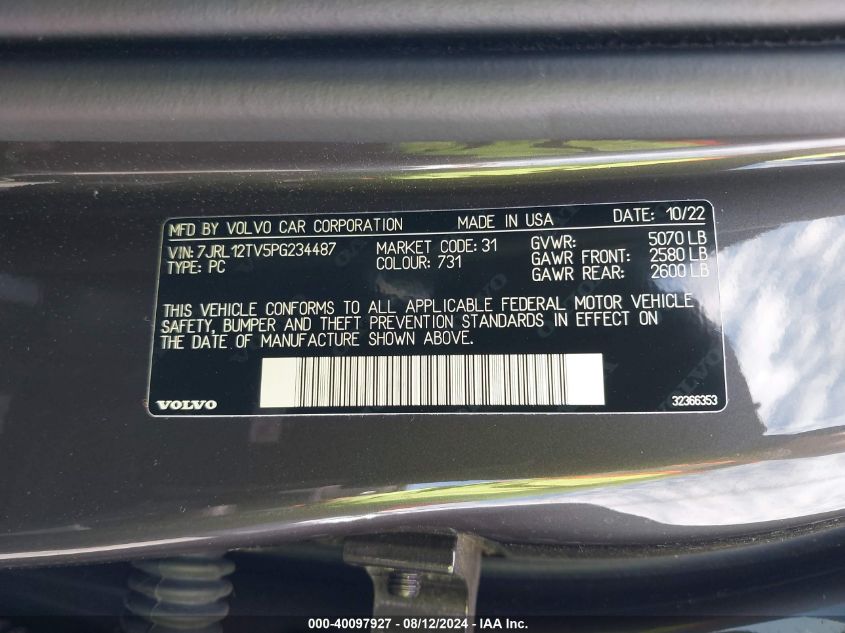 MFD BY VOLVO CAR CORPORATION MADE IN USA DATE: 10/22
VIN: 7JRL12TV5PG234487 MARKET CODE: 31 GVWR: 5070 LB
TYPE: PC COLOUR: 731 GAWR FRONT: 2580 LB
GAWR REAR: 2600 LB
THIS VEHICLE CONFORMS TO ALL APPLICABLE FEDERAL MOTOR VEHICLE
SAFETY, BUMPER AND THEFT PREVENTION STANDARDS IN EFFECT ON
THE DATE OF MANUFACTURE SHOWN ABOVE.
VOLVO 32366353
000-40097927 - 08/12/2024 - IAA Inc.